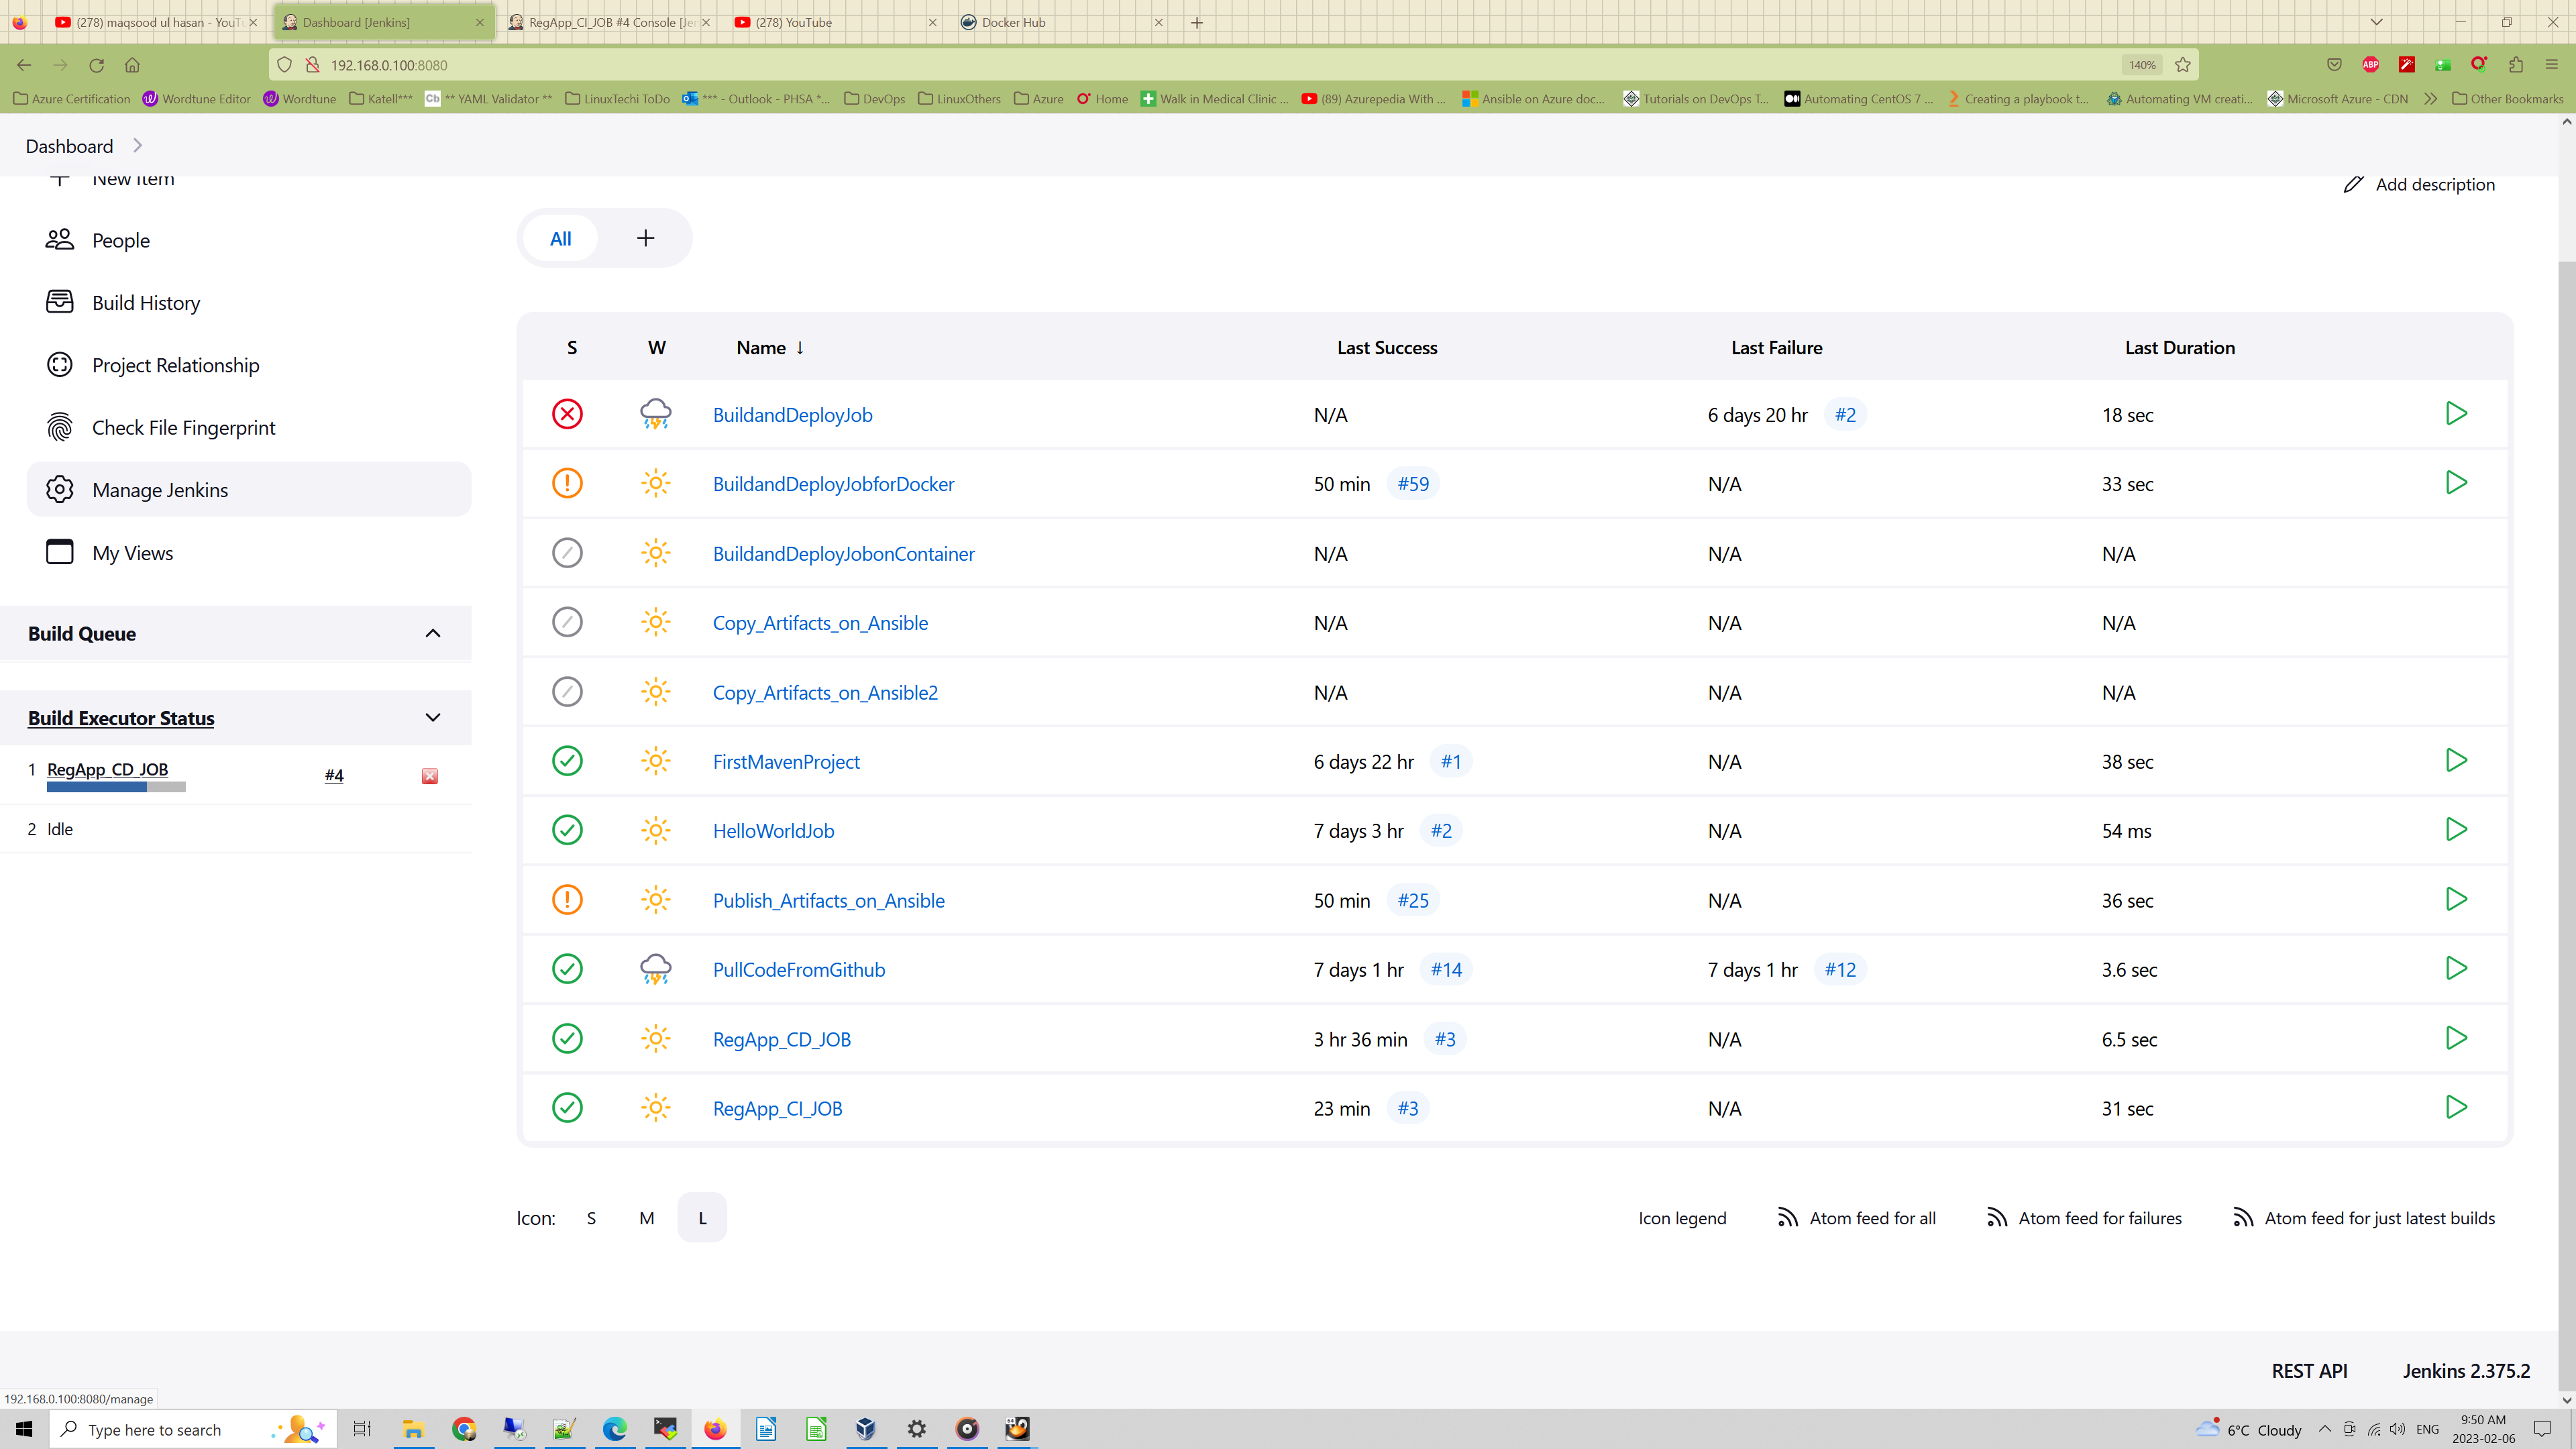 (278) maqsood ul hasan - YouTu
Dashboard [Jenkins]
RegApp_CI_JOB #4 Console [Jen
(278) YouTube
Docker Hub
192.168.0.100:8080
140%
Azure Certification
Wordtune Editor
Wordtune
Katell***
** YAML Validator **
LinuxTechi ToDo
*** - Outlook - PHSA *...
DevOps
LinuxOthers
Azure
Home
Walk in Medical Clinic ...
(89) Azurepedia With ...
Ansible on Azure doc...
Tutorials on DevOps T...
Automating CentOS 7 ...
Creating a playbook t...
Automating VM creati...
Microsoft Azure - CDN
Other Bookmarks
Dashboard
New Item
Add description
People
Build History
Project Relationship
Check File Fingerprint
Manage Jenkins
My Views
Build Queue
Build Executor Status
1 RegApp_CD_JOB #4
2 Idle
All +
S W Name ↓ Last Success Last Failure Last Duration
BuildandDeployJob N/A 6 days 20 hr #2 18 sec
BuildandDeployJobforDocker 50 min #59 N/A 33 sec
BuildandDeployJobonContainer N/A N/A N/A
Copy_Artifacts_on_Ansible N/A N/A N/A
Copy_Artifacts_on_Ansible2 N/A N/A N/A
FirstMavenProject 6 days 22 hr #1 N/A 38 sec
HelloWorldJob 7 days 3 hr #2 N/A 54 ms
Publish_Artifacts_on_Ansible 50 min #25 N/A 36 sec
PullCodeFromGithub 7 days 1 hr #14 7 days 1 hr #12 3.6 sec
RegApp_CD_JOB 3 hr 36 min #3 N/A 6.5 sec
RegApp_CI_JOB 23 min #3 N/A 31 sec
Icon: S M L
Icon legend
Atom feed for all
Atom feed for failures
Atom feed for just latest builds
REST API
Jenkins 2.375.2
192.168.0.100:8080/manage
Type here to search
6°C Cloudy
ENG
9:50 AM
2023-02-06